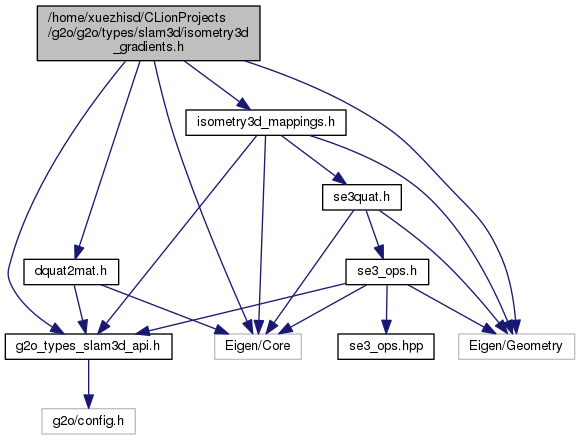 /home/xuezhisd/CLionProjects
/g2o/g2o/types/slam3d/isometry3d
_gradients.h
isometry3d_mappings.h
se3quat.h
dquat2mat.h
se3_ops.h
g2o_types_slam3d_api.h
Eigen/Core
se3_ops.hpp
Eigen/Geometry
g2o/config.h